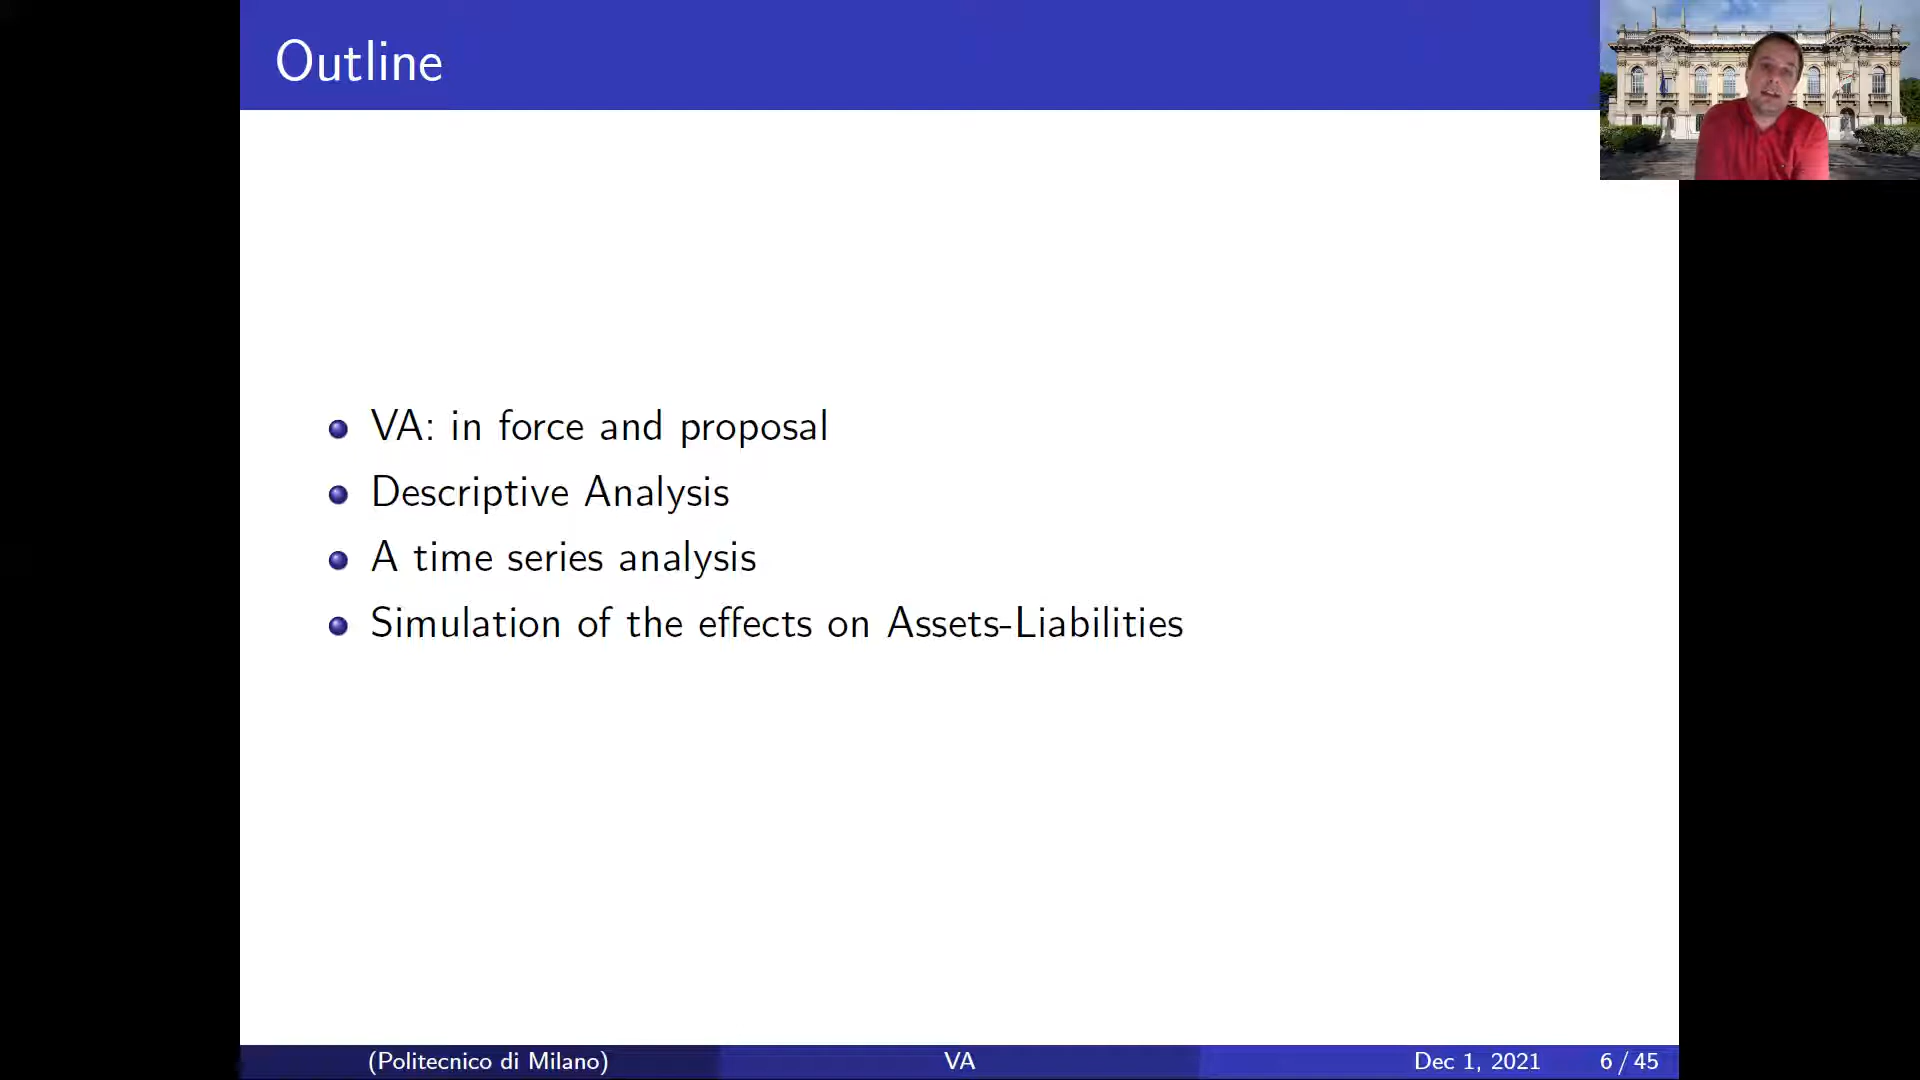 Outline
VA: in force and proposal
Descriptive Analysis
A time series analysis
Simulation of the effects on Assets-Liabilities
(Politecnico di Milano)
VA
Dec 1, 2021
6 / 45